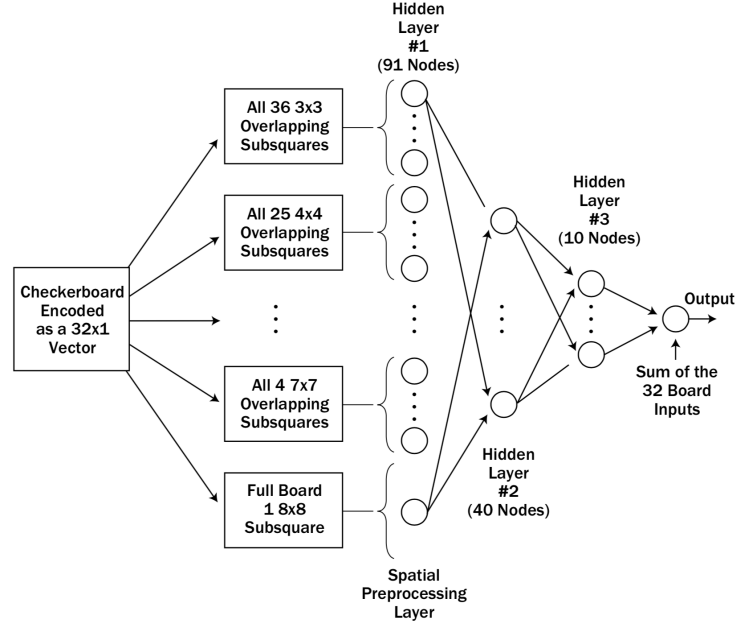 Hidden
Layer
#1
(91 Nodes)
All 36 3x3
Overlapping
Subsquares
All 25 4x4
Overlapping
Subsquares
Hidden
Layer
#3
(10 Nodes)
Checkerboard
Encoded
as a 32x1
Vector
Output
Sum of the
32 Board
Inputs
All 4 7x7
Overlapping
Subsquares
Hidden
Layer
#2
(40 Nodes)
Full Board
1 8x8
Subsquare
Spatial
Preprocessing
Layer